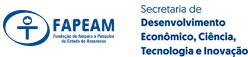 FAPEAM
Fundação de Amparo à Pesquisa
do Estado do Amazonas
Secretaria de
Desenvolvimento
Econômico, Ciência,
Tecnologia e Inovação